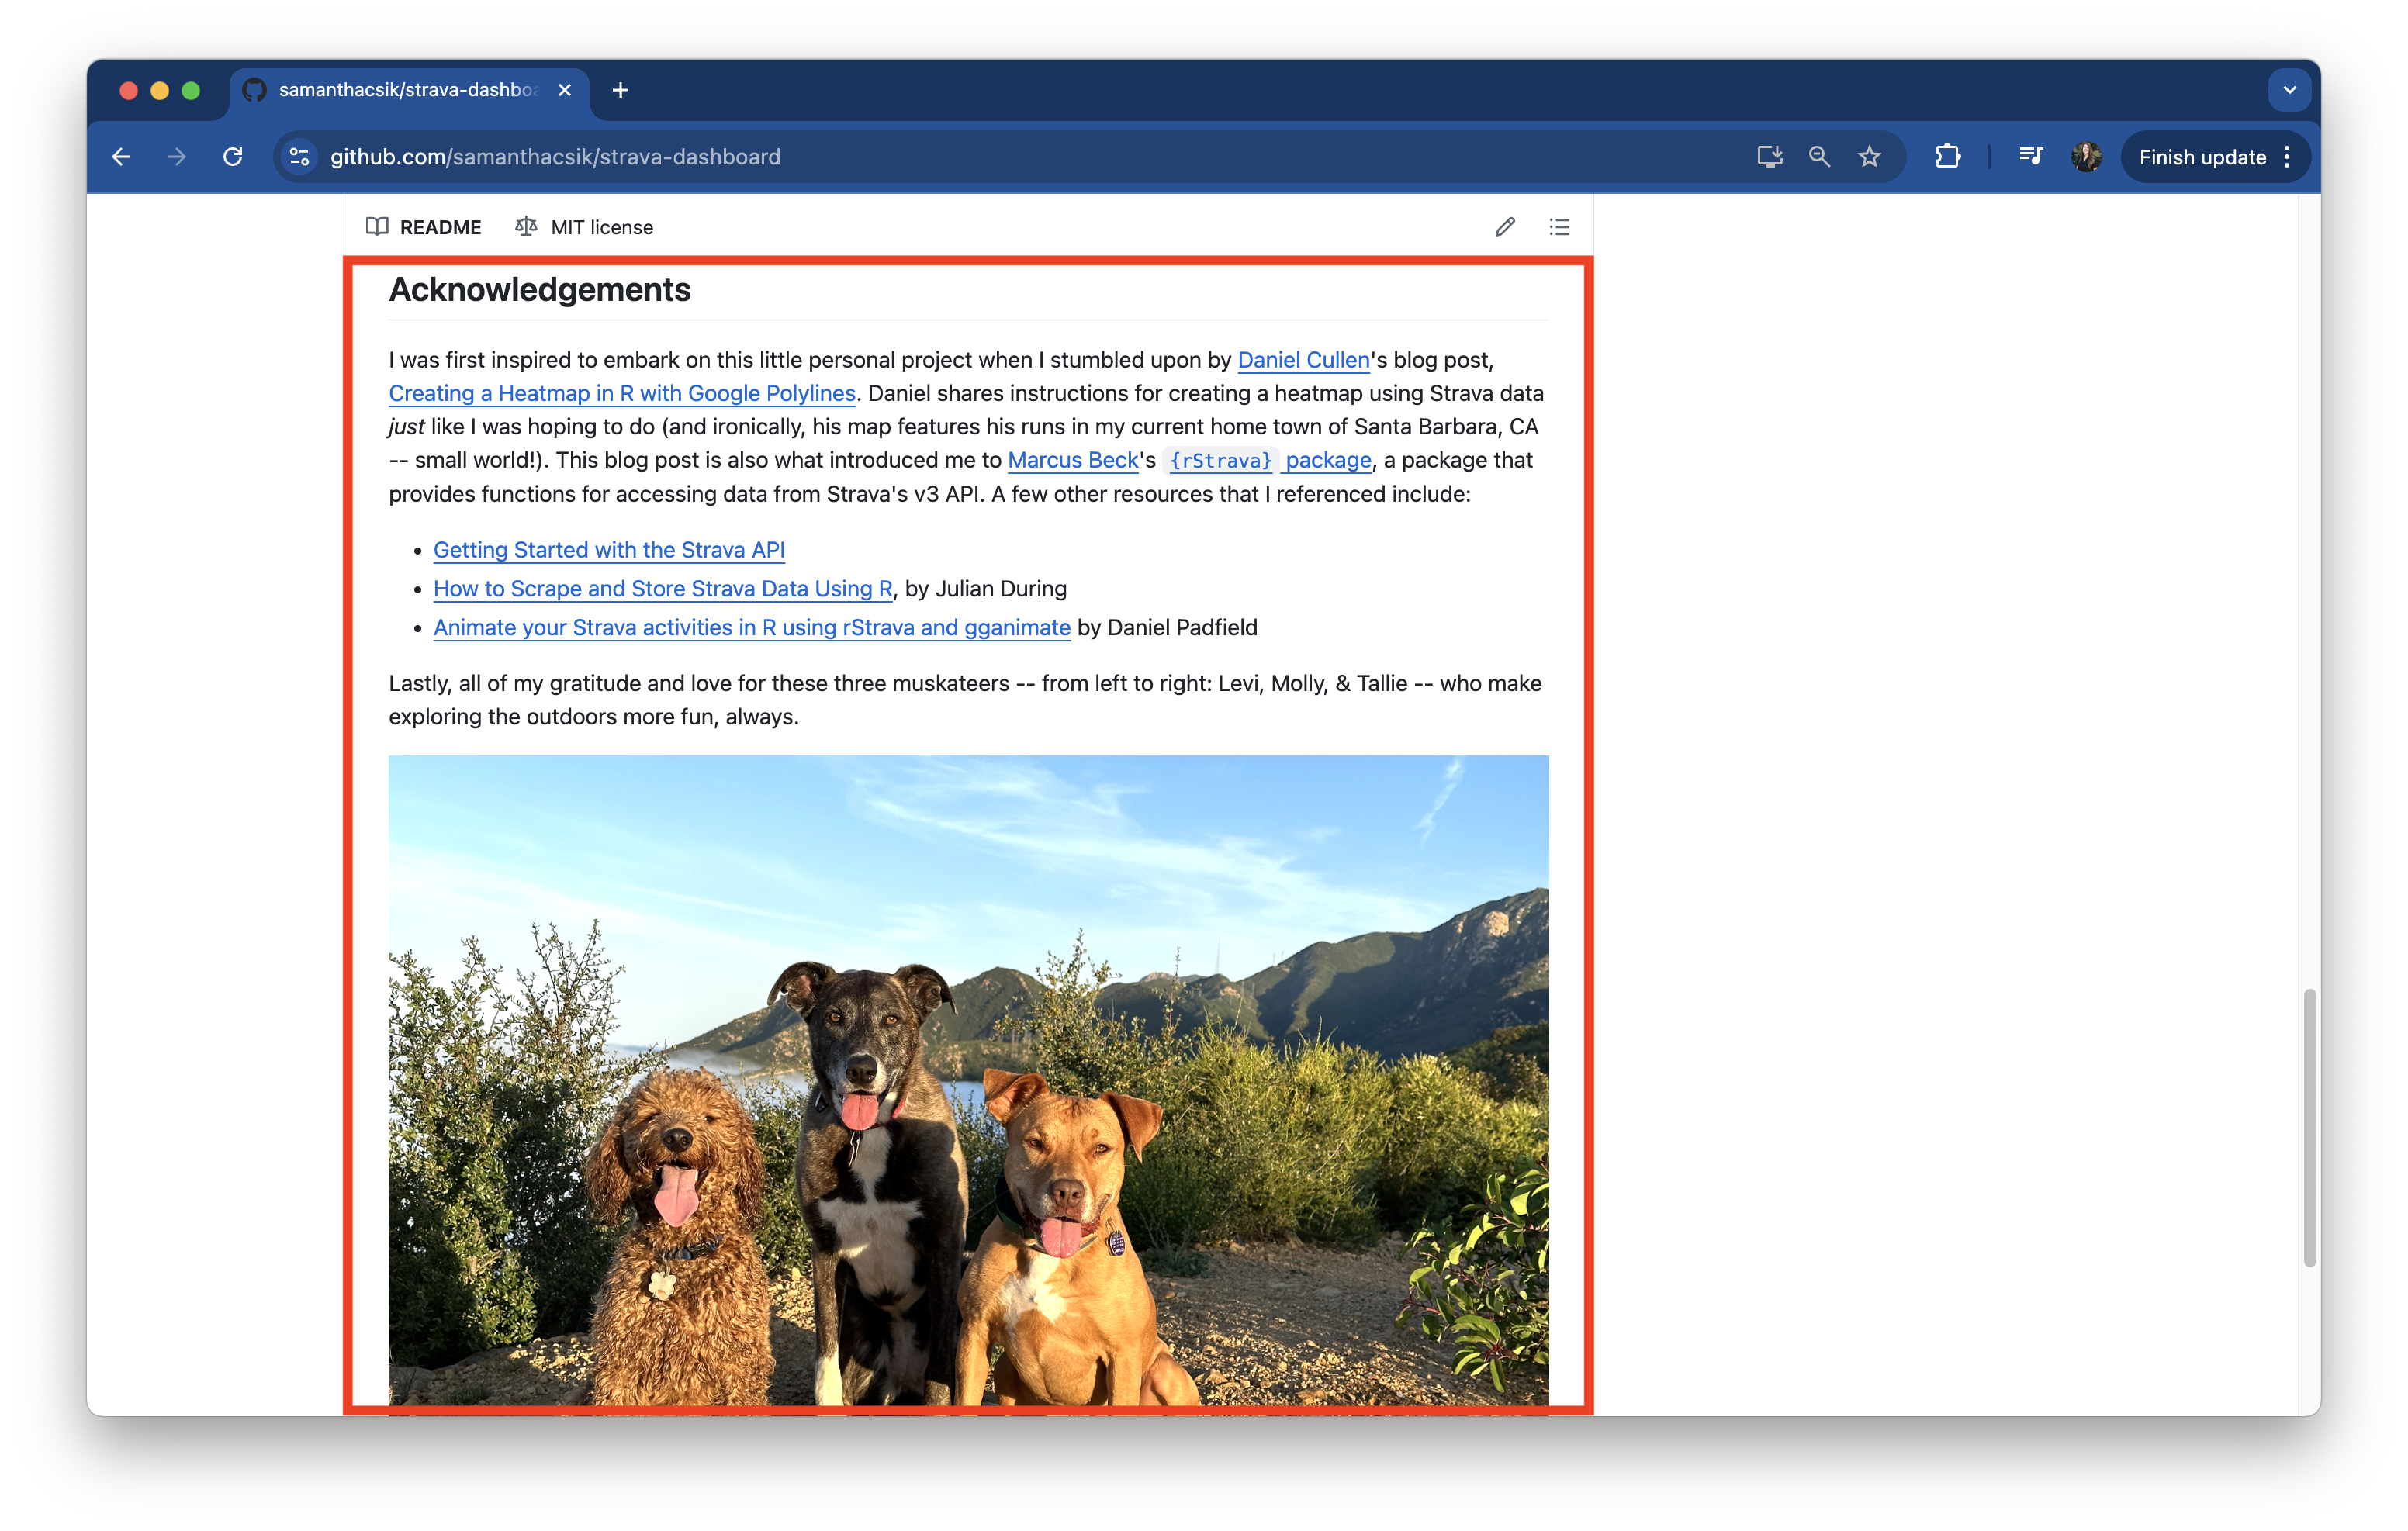 samanthacsik/strava-dashbo
github.com/samanthacsik/strava-dashboard
Finish update
README
MIT license
Acknowledgements
I was first inspired to embark on this little personal project when I stumbled upon by Daniel Cullen's blog post,
Creating a Heatmap in R with Google Polylines. Daniel shares instructions for creating a heatmap using Strava data
just like I was hoping to do (and ironically, his map features his runs in my current home town of Santa Barbara, CA
-- small world!). This blog post is also what introduced me to Marcus Beck's {rStrava} package, a package that
provides functions for accessing data from Strava's v3 API. A few other resources that I referenced include:
• Getting Started with the Strava API
• How to Scrape and Store Strava Data Using R, by Julian During
• Animate your Strava activities in R using rStrava and gganimate by Daniel Padfield
Lastly, all of my gratitude and love for these three muskateers -- from left to right: Levi, Molly, & Tallie -- who make
exploring the outdoors more fun, always.